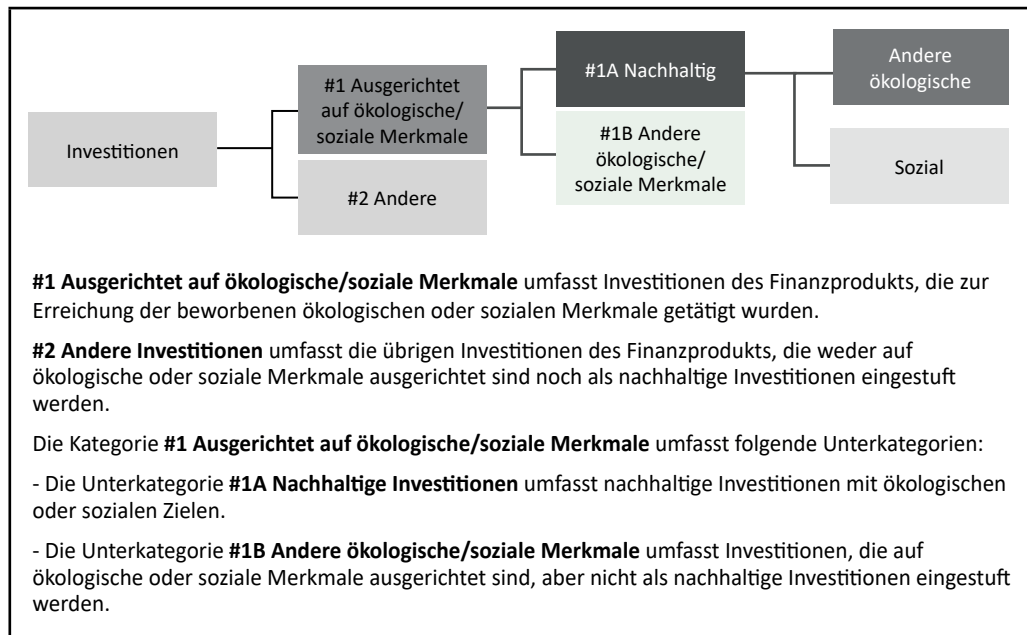 Investitionen
#1 Ausgerichtet
auf ökologische/
soziale Merkmale
#2 Andere
#1A Nachhaltig
#1B Andere
ökologische/
soziale Merkmale
Andere
ökologische
Sozial
#1 Ausgerichtet auf ökologische/soziale Merkmale umfasst Investitionen des Finanzprodukts, die zur
Erreichung der beworbenen ökologischen oder sozialen Merkmale getätigt wurden.
#2 Andere Investitionen umfasst die übrigen Investitionen des Finanzprodukts, die weder auf
ökologische oder soziale Merkmale ausgerichtet sind noch als nachhaltige Investitionen eingestuft
werden.
Die Kategorie #1 Ausgerichtet auf ökologische/soziale Merkmale umfasst folgende Unterkategorien:
- Die Unterkategorie #1A Nachhaltige Investitionen umfasst nachhaltige Investitionen mit ökologischen
oder sozialen Zielen.
- Die Unterkategorie #1B Andere ökologische/soziale Merkmale umfasst Investitionen, die auf
ökologische oder soziale Merkmale ausgerichtet sind, aber nicht als nachhaltige Investitionen eingestuft
werden.